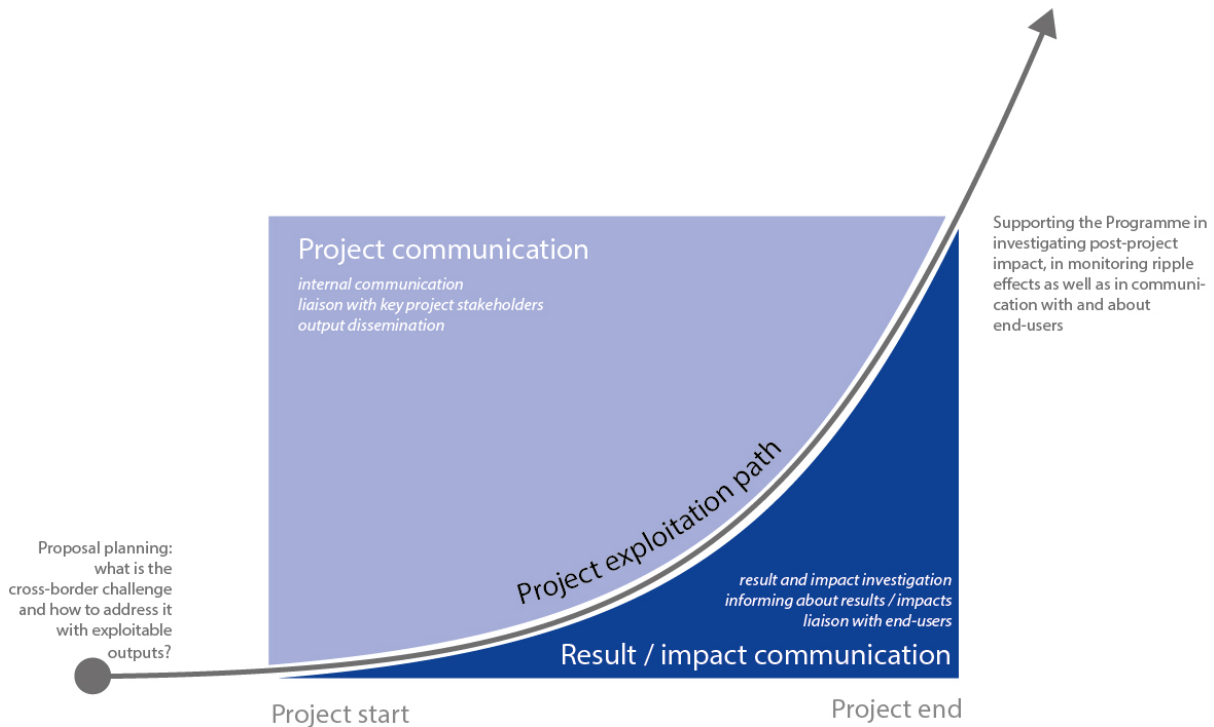 Project communication
internal communication
liaison with key project stakeholders
output dissemination
Supporting the Programme in
investigating post-project
impact, in monitoring ripple
effects as well as in communi-
cation with and about
end-users
Project exploitation path
Proposal planning:
what is the
cross-border challenge
and how to address it
with exploitable
outputs?
result and impact investigation
informing about results / impacts
liaison with end-users
Result / impact communication
Project start
Project end